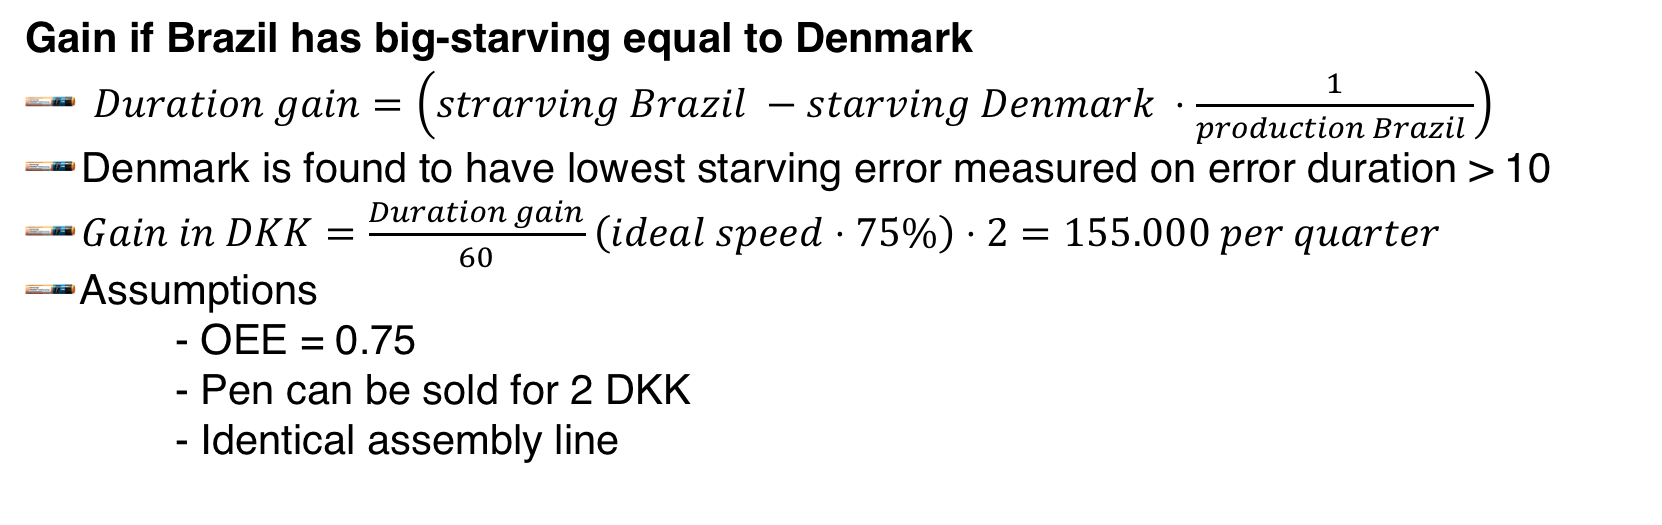 Gain if Brazil has big-starving equal to Denmark
Duration gain = (strarving Brazil − starving Denmark · 1/production Brazil)
Denmark is found to have lowest starving error measured on error duration > 10
Gain in DKK = Duration gain/60 (ideal speed · 75%) · 2 = 155.000 per quarter
Assumptions
- OEE = 0.75
- Pen can be sold for 2 DKK
- Identical assembly line